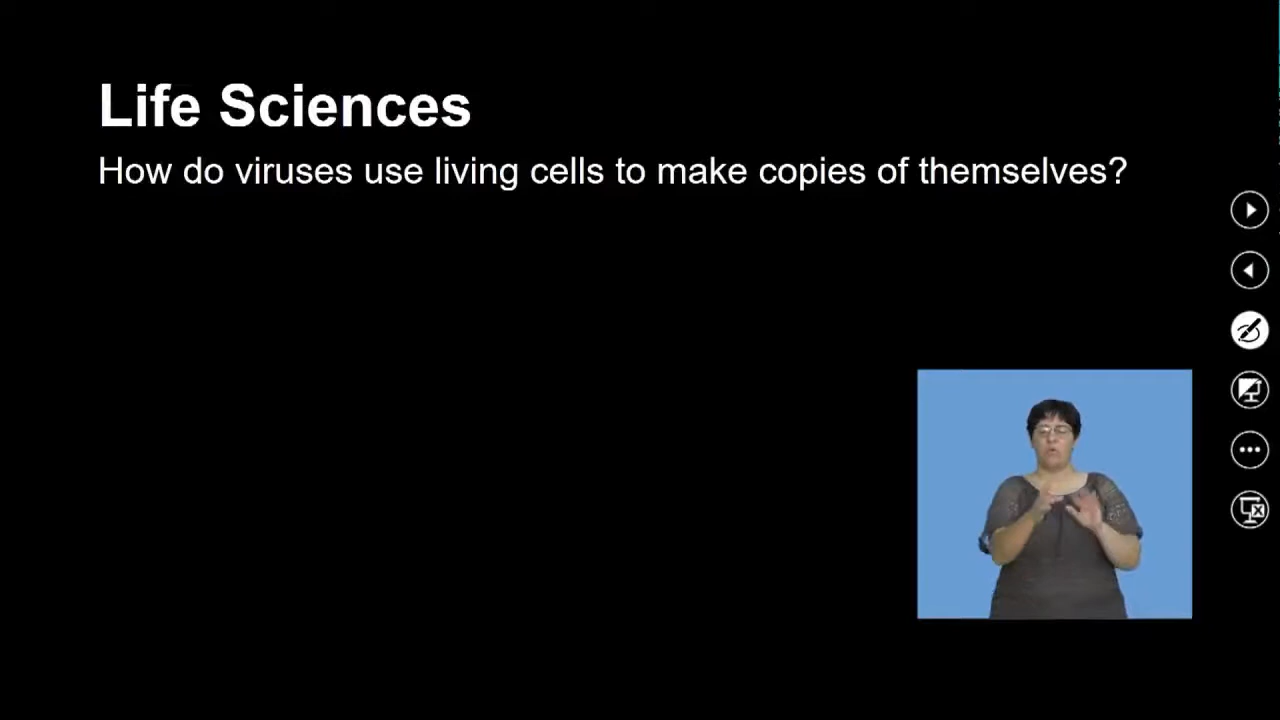 Life Sciences
How do viruses use living cells to make copies of themselves?